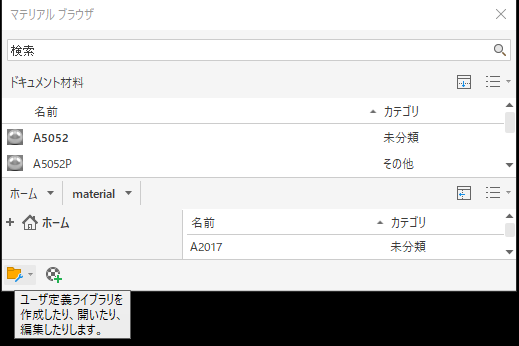 マテリアル ブラウザ
検索
ドキュメント材料
名前 カテゴリ
A5052 未分類
A5052P その他
ホーム material
ホーム
名前 カテゴリ
A2017 未分類
ユーザ定義ライブラリを
作成したり、開いたり、
編集したりします。